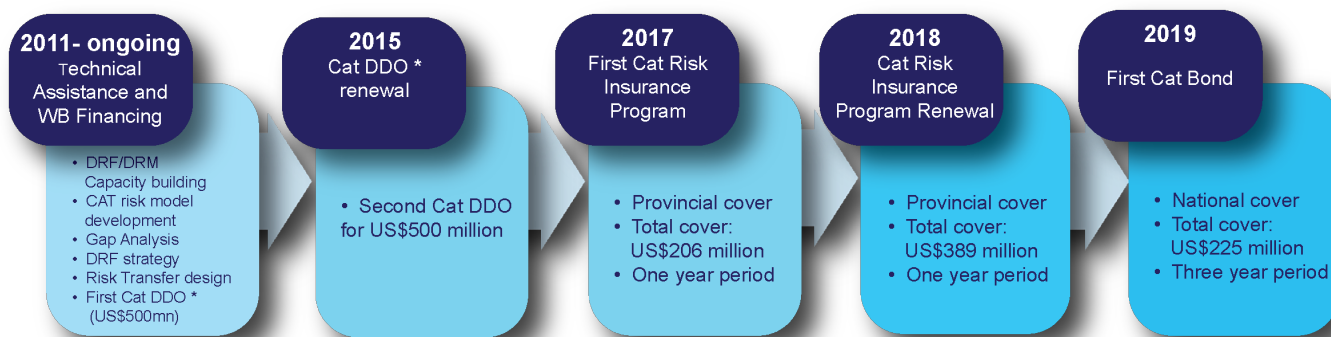 2011- ongoing
Technical
Assistance and
WB Financing
• DRF/DRM
Capacity building
• CAT risk model
development
• Gap Analysis
• DRF strategy
• Risk Transfer design
• First Cat DDO *
(US$500mn)
2015
Cat DDO *
renewal
• Second Cat DDO
for US$500 million
2017
First Cat Risk
Insurance
Program
• Provincial cover
• Total cover:
US$206 million
• One year period
2018
Cat Risk
Insurance
Program Renewal
• Provincial cover
• Total cover:
US$389 million
• One year period
2019
First Cat Bond
• National cover
• Total cover:
US$225 million
• Three year period